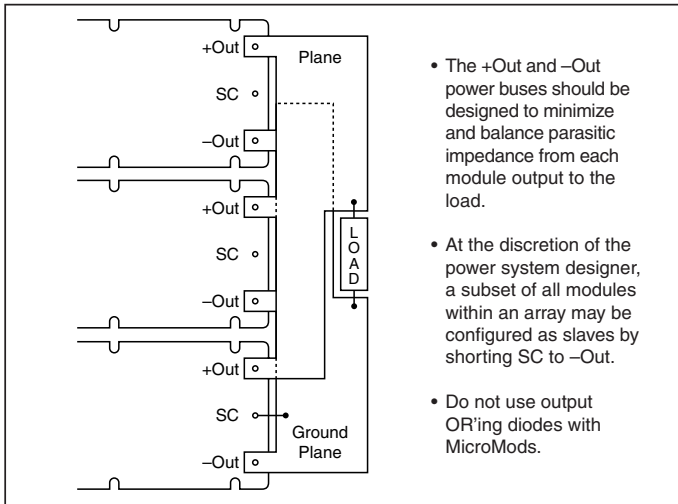 +Out
Plane
SC
–Out
+Out
SC
–Out
+Out
SC
–Out
LOAD
Ground
Plane
• The +Out and –Out
power buses should be
designed to minimize
and balance parasitic
impedance from each
module output to the
load.
• At the discretion of the
power system designer,
a subset of all modules
within an array may be
configured as slaves by
shorting SC to –Out.
• Do not use output
OR'ing diodes with
MicroMods.